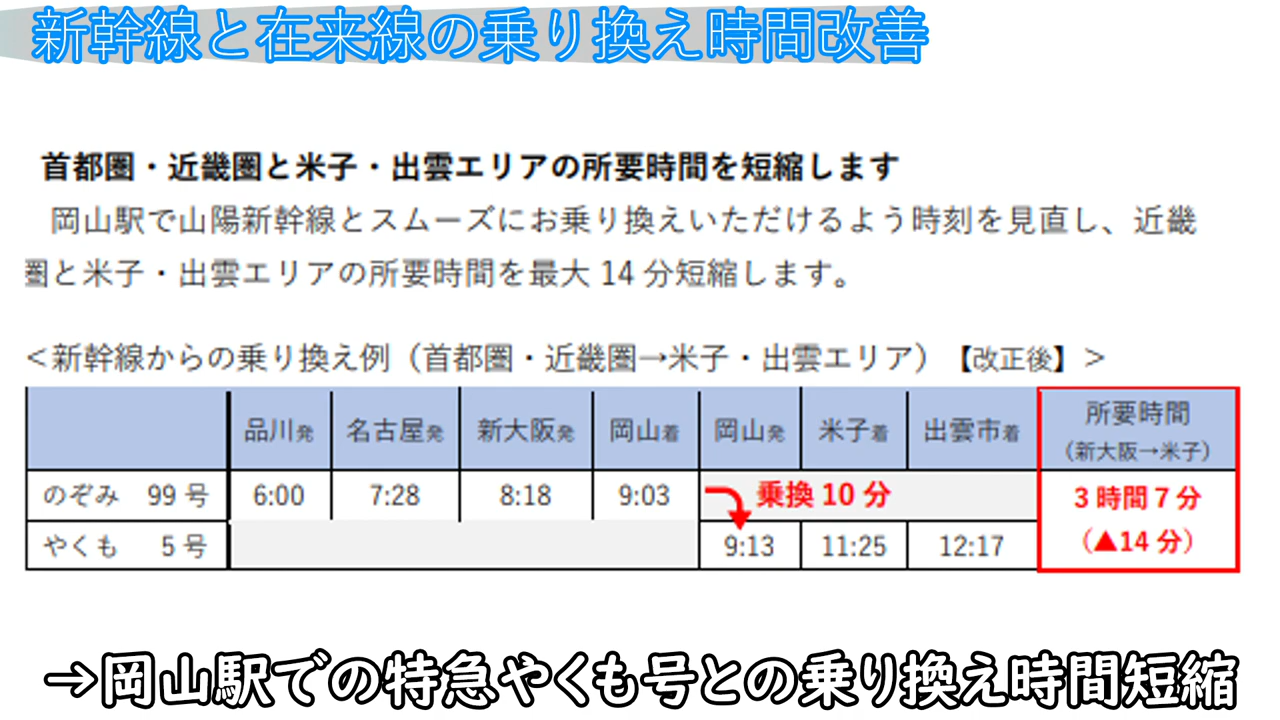 新幹線と在来線の乗り換え時間改善
首都圏・近畿圏と米子・出雲エリアの所要時間を短縮します
岡山駅で山陽新幹線とスムーズにお乗り換えいただけるよう時刻を見直し、近畿
圏と米子・出雲エリアの所要時間を最大 14 分短縮します。
＜新幹線からの乗り換え例（首都圏・近畿圏→米子・出雲エリア）【改正後】＞
品川発 名古屋発 新大阪発 岡山着 岡山発 米子着 出雲市着 所要時間
（新大阪→米子）
のぞみ 99 号 6:00 7:28 8:18 9:03 乗換 10 分 3 時間 7 分
やくも 5 号 9:13 11:25 12:17 （▲14 分）
→岡山駅での特急やくも号との乗り換え時間短縮